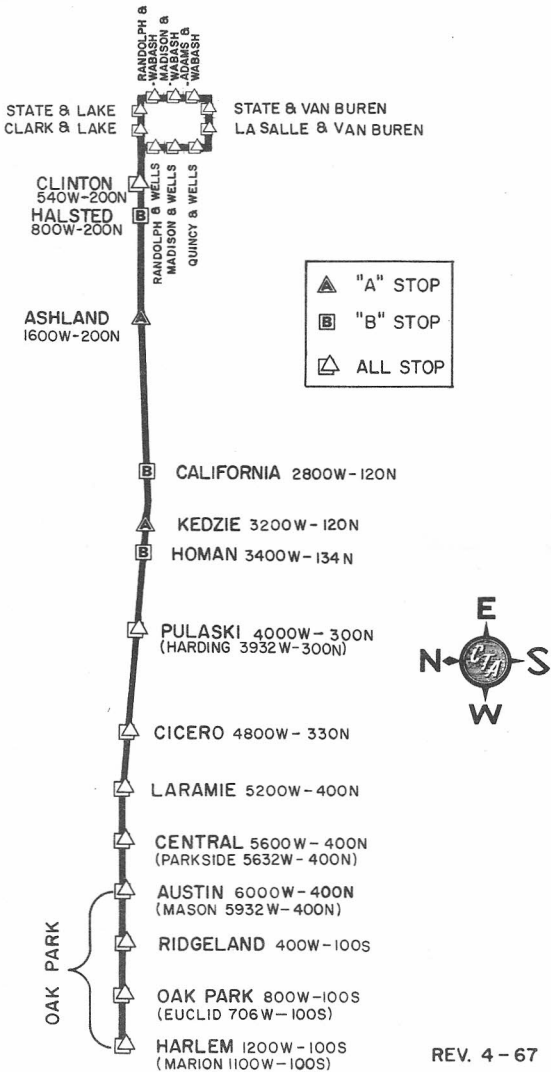 RANDOLPH &
WABASH
MADISON &
WABASH
ADAMS &
WABASH
STATE & LAKE
CLARK & LAKE
STATE & VAN BUREN
LA SALLE & VAN BUREN
RANDOLPH & WELLS
MADISON & WELLS
QUINCY & WELLS
CLINTON
540W-200N
HALSTED
800W-200N
B
A "A" STOP
B "B" STOP
ALL STOP
ASHLAND
1600W-200N
A
B CALIFORNIA 2800W-120N
A KEDZIE 3200W-120N
B HOMAN 3400W-134N
PULASKI 4000W-300N
(HARDING 3932W-300N)
E
N CTA S
W
CICERO 4800W-330N
LARAMIE 5200W-400N
CENTRAL 5600W-400N
(PARKSIDE 5632W-400N)
AUSTIN 6000W-400N
(MASON 5932W-400N)
OAK PARK
RIDGELAND 400W-100S
OAK PARK 800W-100S
(EUCLID 706W-100S)
HARLEM 1200W-100S
(MARION 1100W-100S)
REV. 4-67